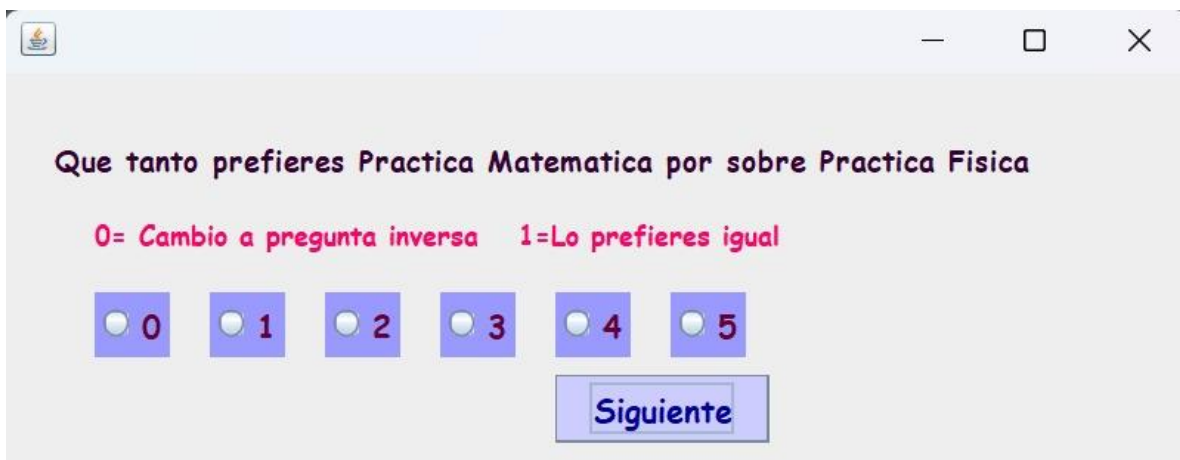 Que tanto prefieres Practica Matematica por sobre Practica Fisica
0= Cambio a pregunta inversa 1=Lo prefieres igual
0 1 2 3 4 5
Siguiente